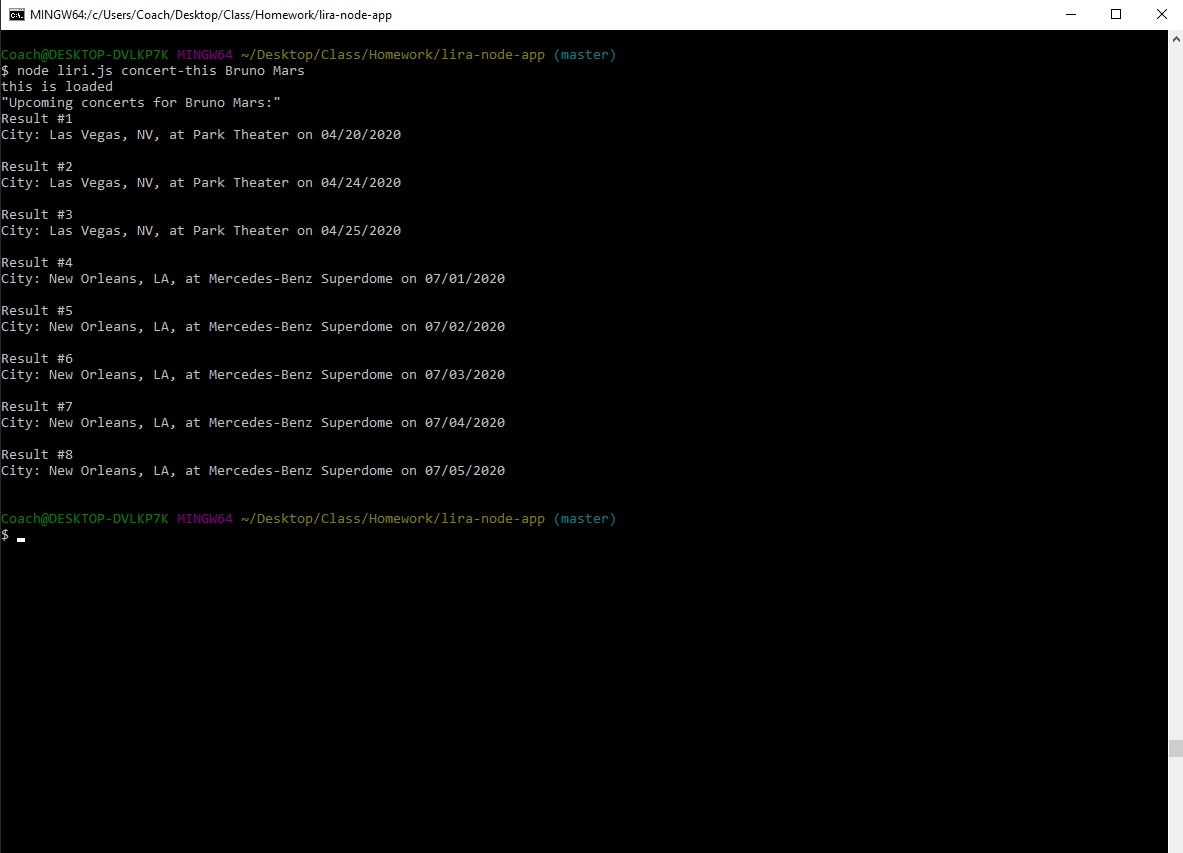 MINGW64:/c/Users/Coach/Desktop/Class/Homework/lira-node-app
Coach@DESKTOP-DVLKP7K MINGW64 ~/Desktop/Class/Homework/lira-node-app (master)
$ node liri.js concert-this Bruno Mars
this is loaded
"Upcoming concerts for Bruno Mars:"
Result #1
City: Las Vegas, NV, at Park Theater on 04/20/2020
Result #2
City: Las Vegas, NV, at Park Theater on 04/24/2020
Result #3
City: Las Vegas, NV, at Park Theater on 04/25/2020
Result #4
City: New Orleans, LA, at Mercedes-Benz Superdome on 07/01/2020
Result #5
City: New Orleans, LA, at Mercedes-Benz Superdome on 07/02/2020
Result #6
City: New Orleans, LA, at Mercedes-Benz Superdome on 07/03/2020
Result #7
City: New Orleans, LA, at Mercedes-Benz Superdome on 07/04/2020
Result #8
City: New Orleans, LA, at Mercedes-Benz Superdome on 07/05/2020
Coach@DESKTOP-DVLKP7K MINGW64 ~/Desktop/Class/Homework/lira-node-app (master)
$